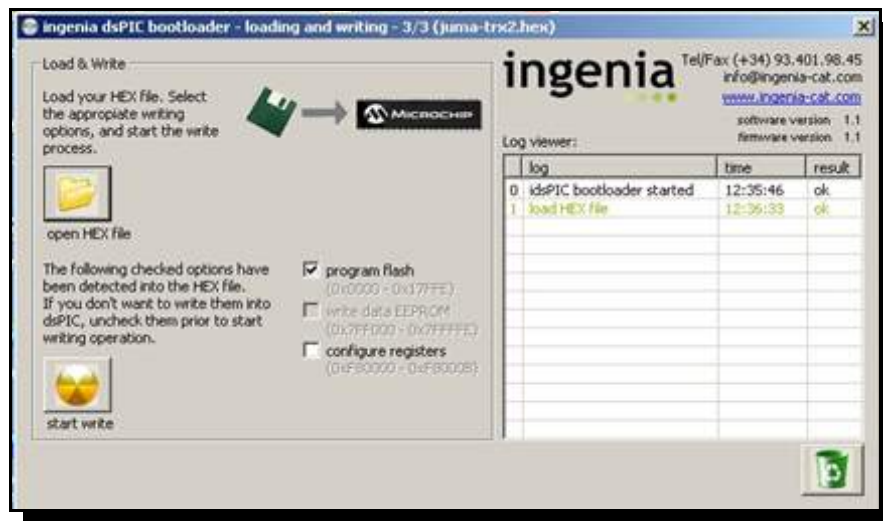 ingenia dsPIC bootloader - loading and writing - 3/3 (juma-trx2.hex)
Load & Write
Load your HEX file. Select
the appropiate writing
options, and start the write
process.
MICROCHIP
open HEX file
The following checked options have
been detected into the HEX file.
If you don't want to write them into
dsPIC, uncheck them prior to start
writing operation.
program flash
(0x0000 - 0x17FFE)
write data EEPROM
(0x7FF000 - 0x7FFFFE)
configure registers
(0xF80000 - 0xF8000B)
start write
ingenia
Tel/Fax (+34) 93.401.98.45
info@ingenia-cat.com
www.ingenia-cat.com
software version 1.1
firmware version 1.1
Log viewer:
log time result
0 idsPIC bootloader started 12:35:46 ok
1 load HEX file 12:36:33 ok